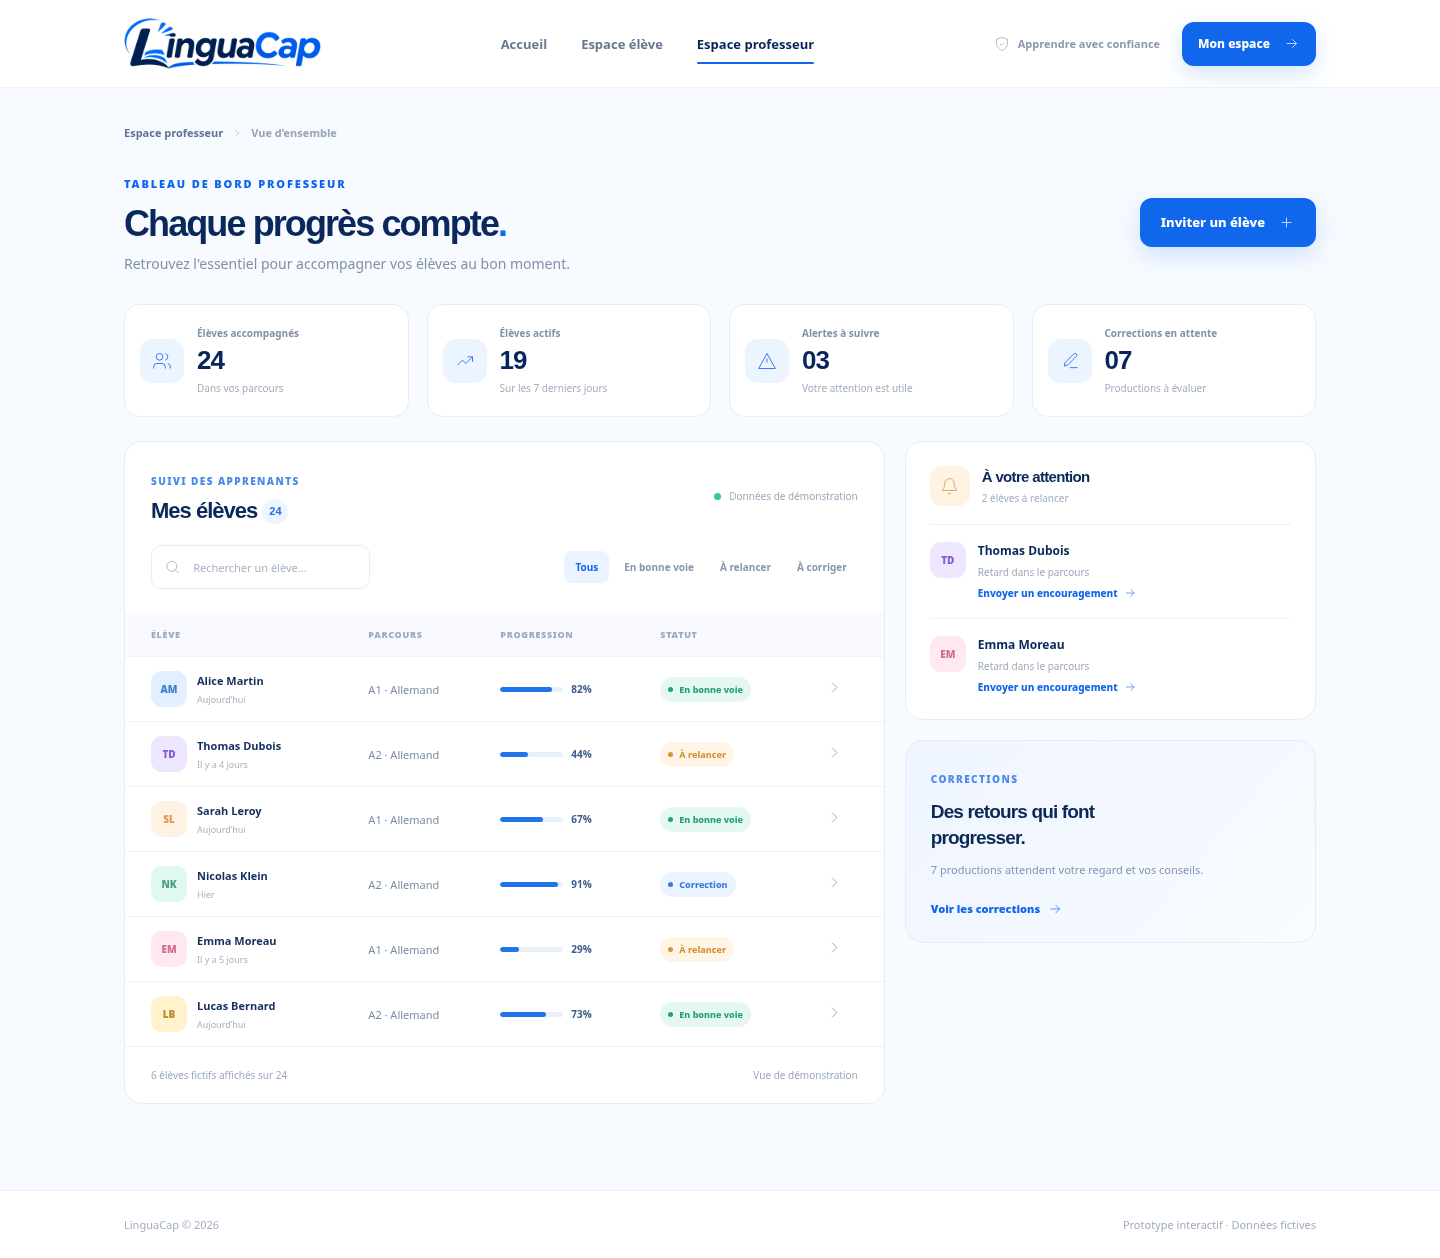 LinguaCap
Accueil
Espace élève
Espace professeur
Apprendre avec confiance
Mon espace
Espace professeur
Vue d'ensemble
TABLEAU DE BORD PROFESSEUR
Chaque progrès compte.
Retrouvez l'essentiel pour accompagner vos élèves au bon moment.
Inviter un élève
Élèves accompagnés
24
Dans vos parcours
Élèves actifs
19
Sur les 7 derniers jours
Alertes à suivre
03
Votre attention est utile
Corrections en attente
07
Productions à évaluer
SUIVI DES APPRENANTS
Mes élèves 24
Données de démonstration
Rechercher un élève...
Tous
En bonne voie
À relancer
À corriger
ÉLÈVE PARCOURS PROGRESSION STATUT
AM
Alice Martin
Aujourd'hui
A1 · Allemand
82%
En bonne voie
TD
Thomas Dubois
Il y a 4 jours
A2 · Allemand
44%
À relancer
SL
Sarah Leroy
Aujourd'hui
A1 · Allemand
67%
En bonne voie
NK
Nicolas Klein
Hier
A2 · Allemand
91%
Correction
EM
Emma Moreau
Il y a 5 jours
A1 · Allemand
29%
À relancer
LB
Lucas Bernard
Aujourd'hui
A2 · Allemand
73%
En bonne voie
6 élèves fictifs affichés sur 24
Vue de démonstration
À votre attention
2 élèves à relancer
TD
Thomas Dubois
Retard dans le parcours
Envoyer un encouragement
EM
Emma Moreau
Retard dans le parcours
Envoyer un encouragement
CORRECTIONS
Des retours qui font
progresser.
7 productions attendent votre regard et vos conseils.
Voir les corrections
LinguaCap © 2026
Prototype interactif · Données fictives